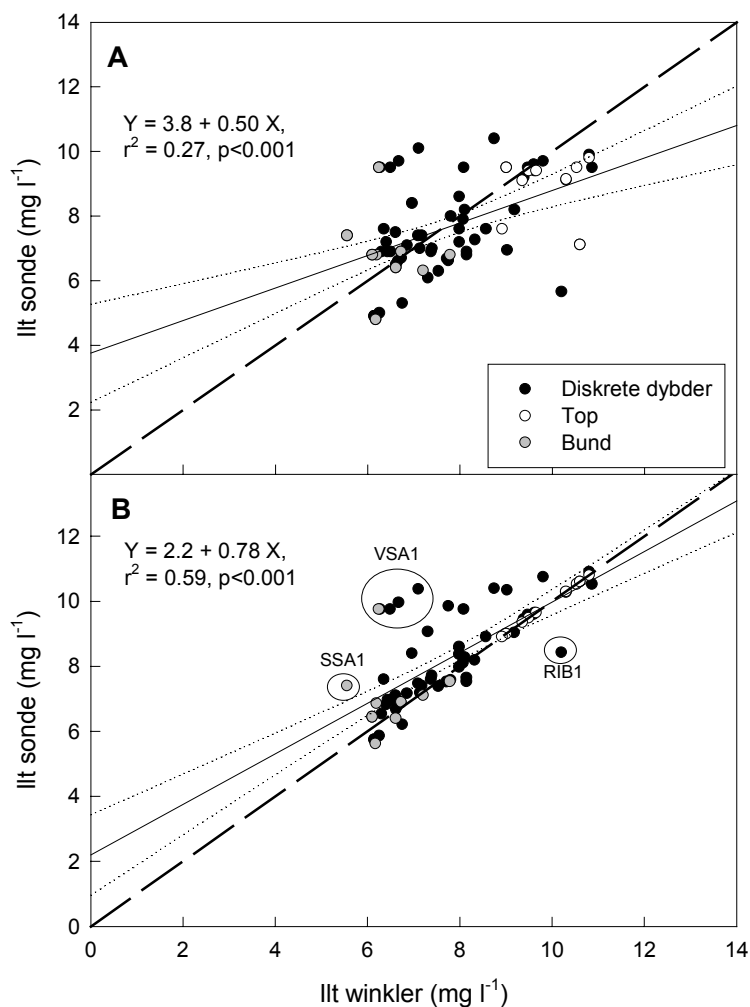 14
12
10
8
6
4
2
Ilt sonde (mg l⁻¹)
A
Y = 3.8 + 0.50 X,
r² = 0.27, p<0.001
Diskrete dybder
Top
Bund
12
10
8
6
4
2
0
Ilt sonde (mg l⁻¹)
B
Y = 2.2 + 0.78 X,
r² = 0.59, p<0.001
VSA1
SSA1
RIB1
0 2 4 6 8 10 12 14
Ilt winkler (mg l⁻¹)